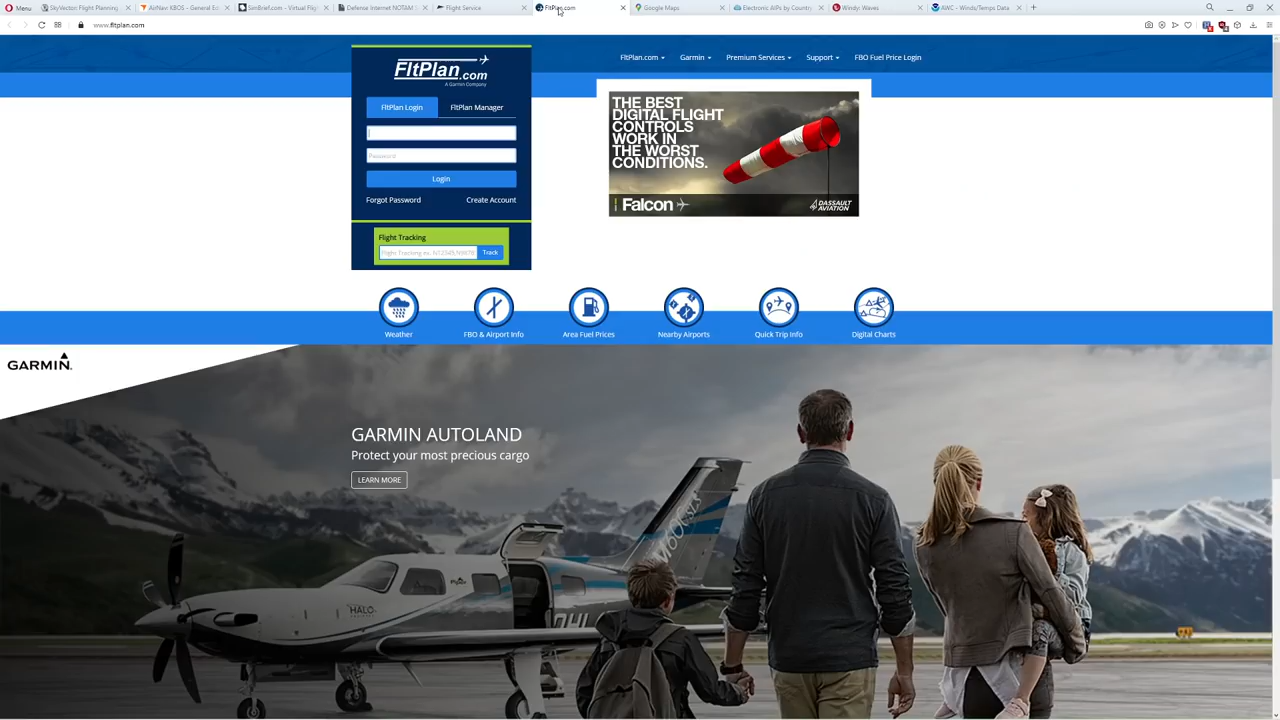 Menu
SkyVector: Flight Planning
AirNav: KBOS - General Ed
SimBrief.com - Virtual Fligh
Defense Internet NOTAM S
Flight Service
FltPlan.com
Google Maps
Electronic AIPs by Country
Windy: Waves
AWC - Winds/Temps Data
www.fltplan.com
FltPlan.com
A Garmin Company
FltPlan.com
Garmin
Premium Services
Support
FBO Fuel Price Login
FltPlan Login
FltPlan Manager
Password
Login
Forgot Password
Create Account
Flight Tracking
Track
THE BEST
DIGITAL FLIGHT
CONTROLS
WORK IN
THE WORST
CONDITIONS.
Falcon
DASSAULT
AVIATION
Weather
FBO & Airport Info
Area Fuel Prices
Nearby Airports
Quick Trip Info
Digital Charts
GARMIN.
GARMIN AUTOLAND
Protect your most precious cargo
LEARN MORE
HALO